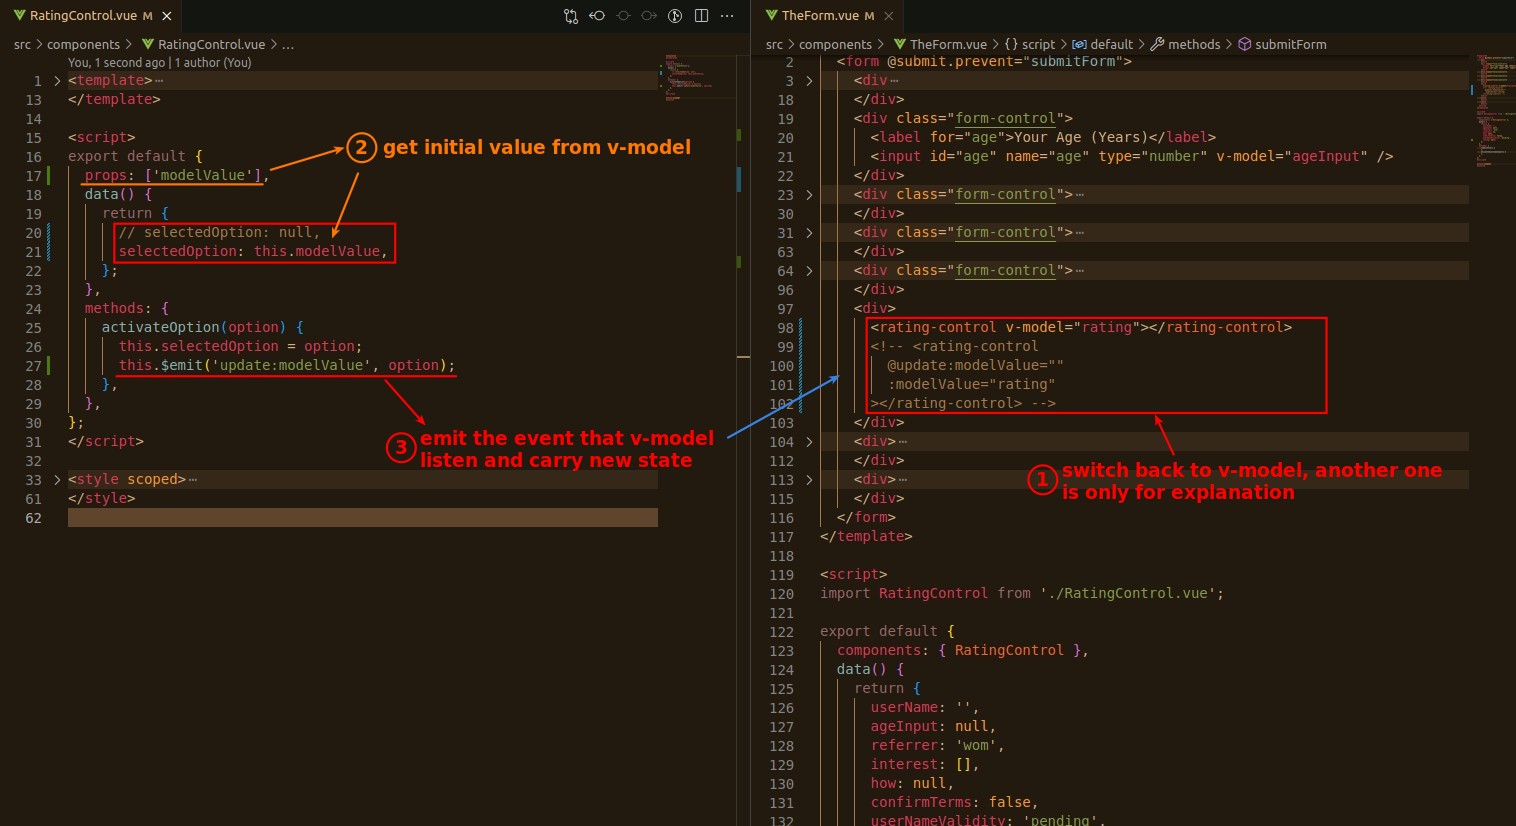 RatingControl.vue M
src > components > RatingControl.vue > ...
You, 1 second ago | 1 author (You)
1 <template>…
13 </template>
14
15 <script>
16 export default {
17 props: ['modelValue'],
18 data() {
19 return {
20 // selectedOption: null,
21 selectedOption: this.modelValue,
22 };
23 },
24 methods: {
25 activateOption(option) {
26 this.selectedOption = option;
27 this.$emit('update:modelValue', option);
28 },
29 },
30 };
31 </script>
32
33 <style scoped>…
61 </style>
62
2 get initial value from v-model
3 emit the event that v-model
listen and carry new state
TheForm.vue M
src > components > TheForm.vue > {} script > default > methods > submitForm
2 <form @submit.prevent="submitForm">
3 <div…
18 </div>
19 <div class="form-control">
20 <label for="age">Your Age (Years)</label>
21 <input id="age" name="age" type="number" v-model="ageInput" />
22 </div>
23 <div class="form-control">…
30 </div>
31 <div class="form-control">…
63 </div>
64 <div class="form-control">…
96 </div>
97 <div>
98 <rating-control v-model="rating"></rating-control>
99 <!-- <rating-control
100 @update:modelValue=""
101 :modelValue="rating"
102 ></rating-control> -->
103 </div>
104 <div>…
112 </div>
113 <div>…
115 </div>
116 </form>
117 </template>
118
119 <script>
120 import RatingControl from './RatingControl.vue';
121
122 export default {
123 components: { RatingControl },
124 data() {
125 return {
126 userName: '',
127 ageInput: null,
128 referrer: 'wom',
129 interest: [],
130 how: null,
131 confirmTerms: false,
132 userNameValidity: 'pending',
1 switch back to v-model, another one
is only for explanation